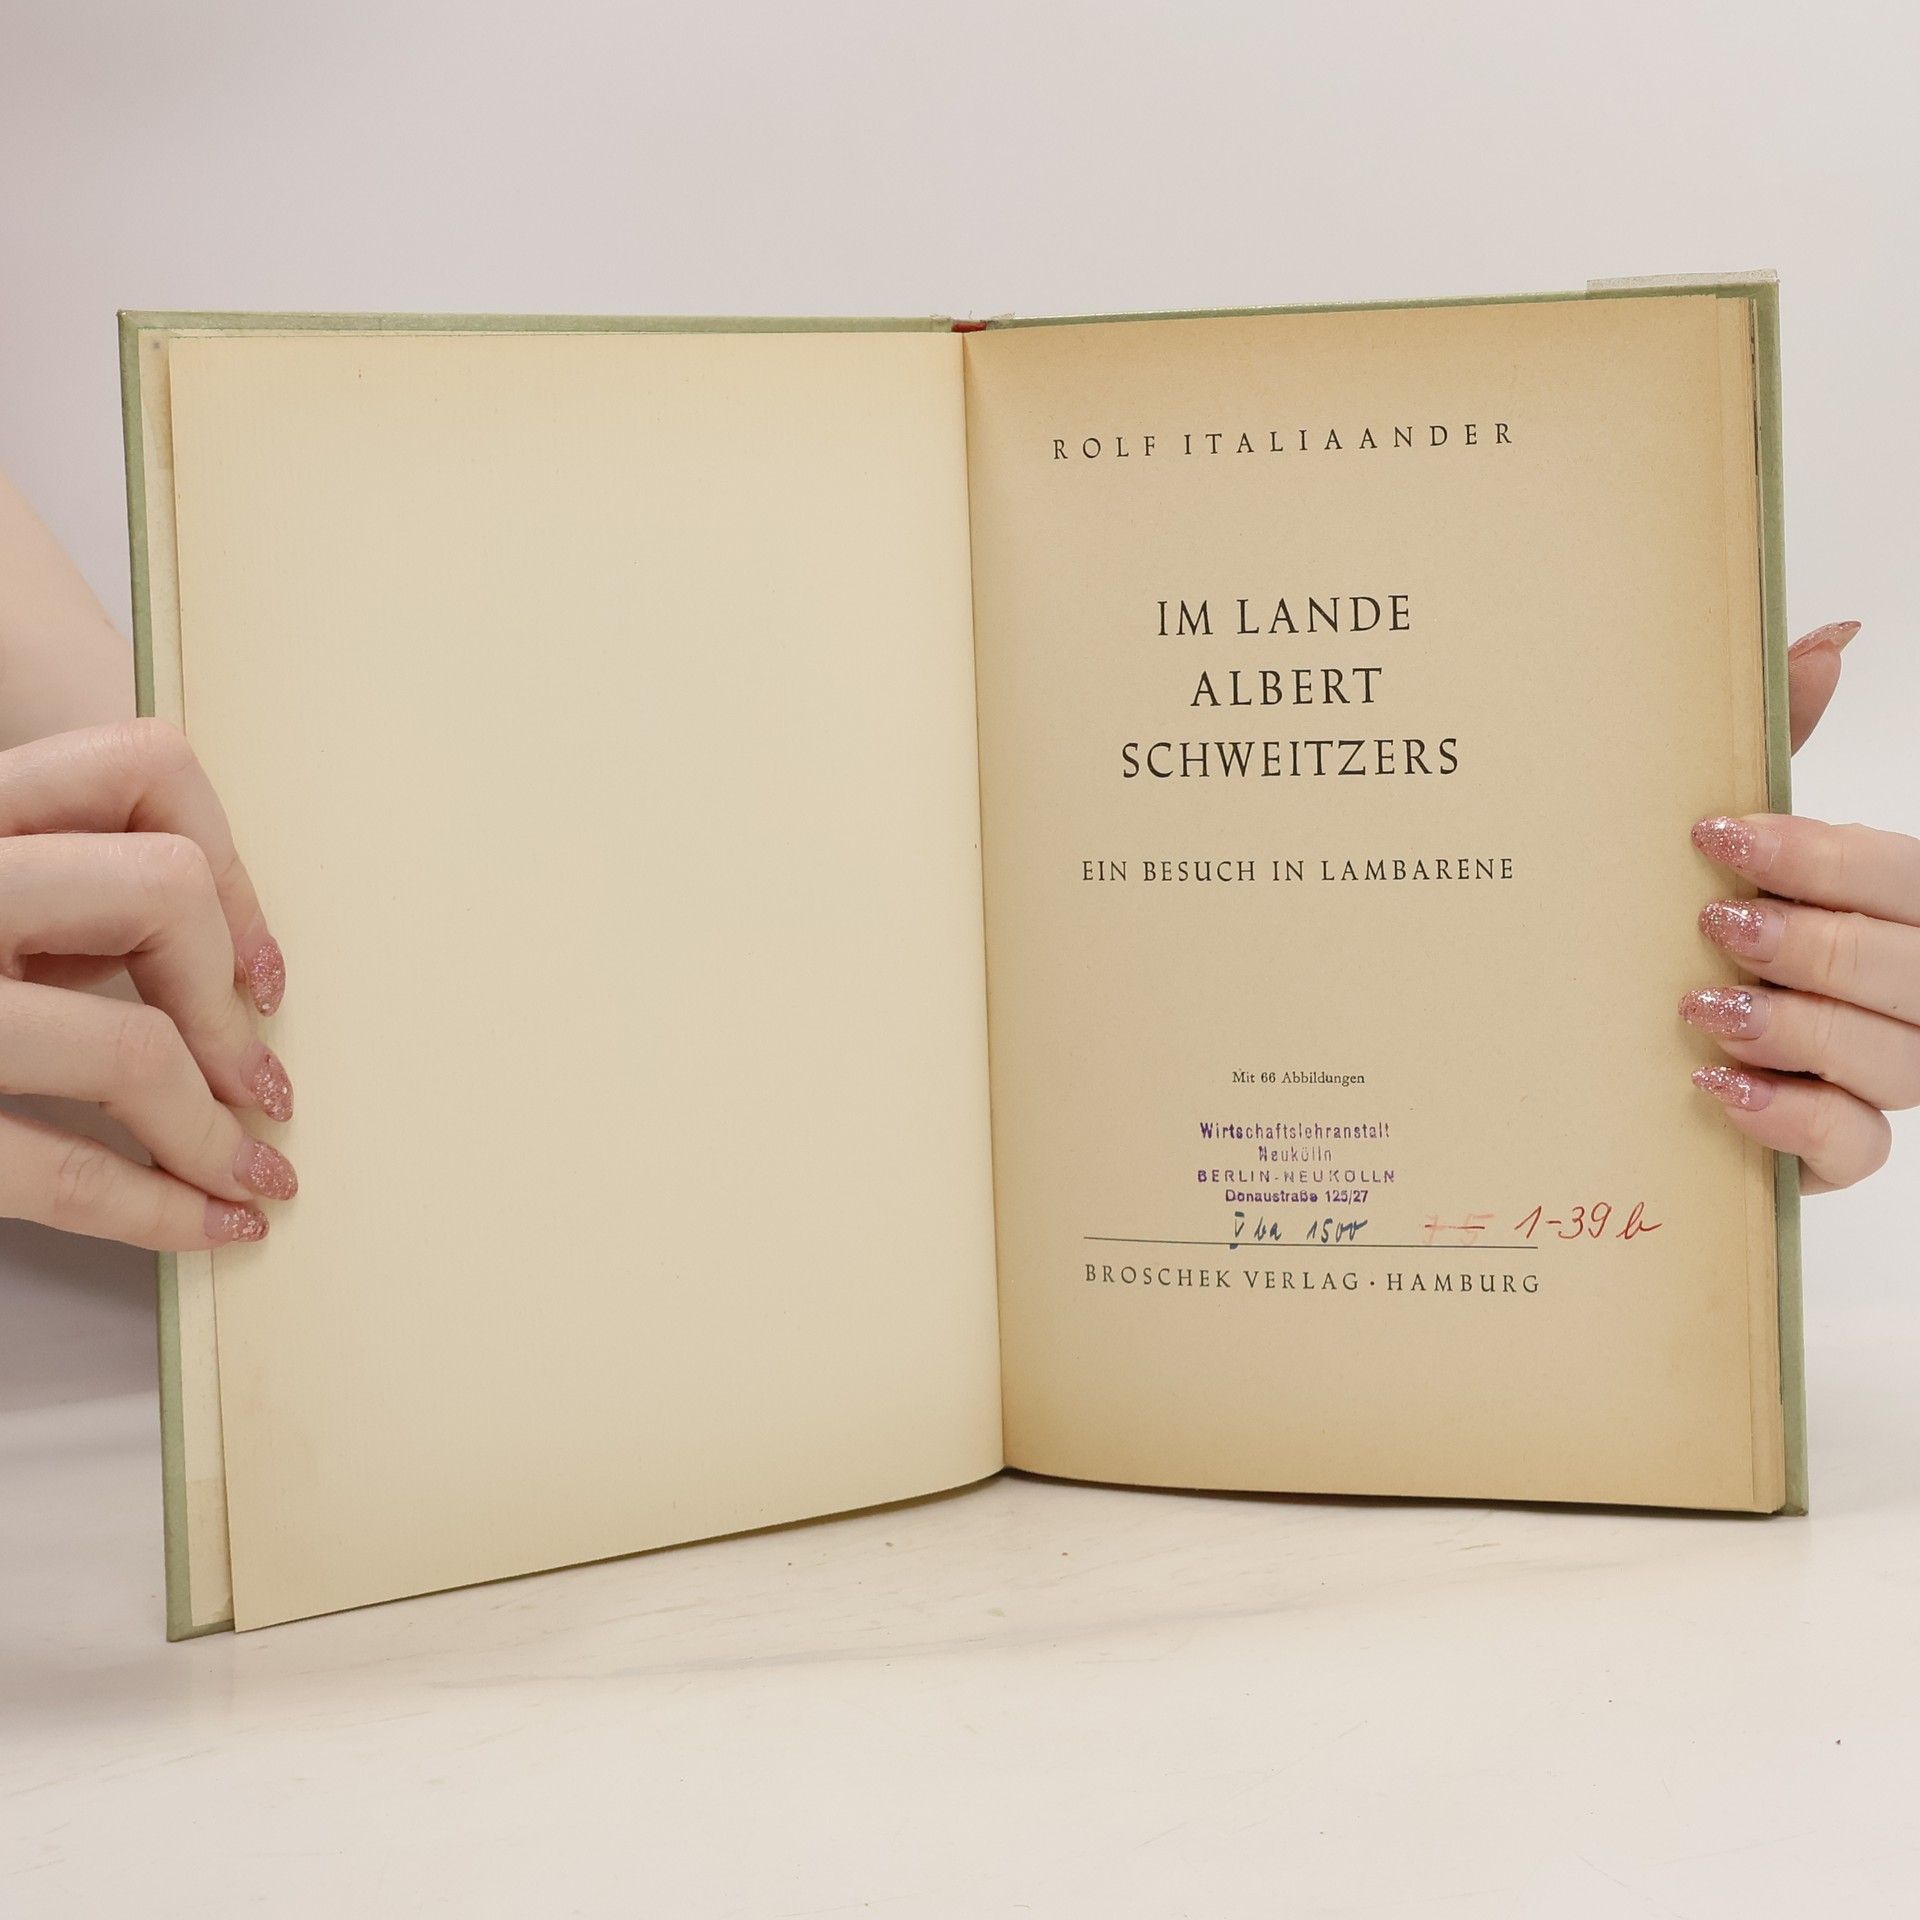 ROLF ITALIAANDER
IM LANDE
ALBERT
SCHWEITZERS
EIN BESUCH IN LAMBARENE
Mit 66 Abbildungen
Wirtschaftslehranstalt
Neukölln
BERLIN-NEUKÖLLN
Donaustraße 125/27
1500 1-39 b
BROSCHEK VERLAG · HAMBURG